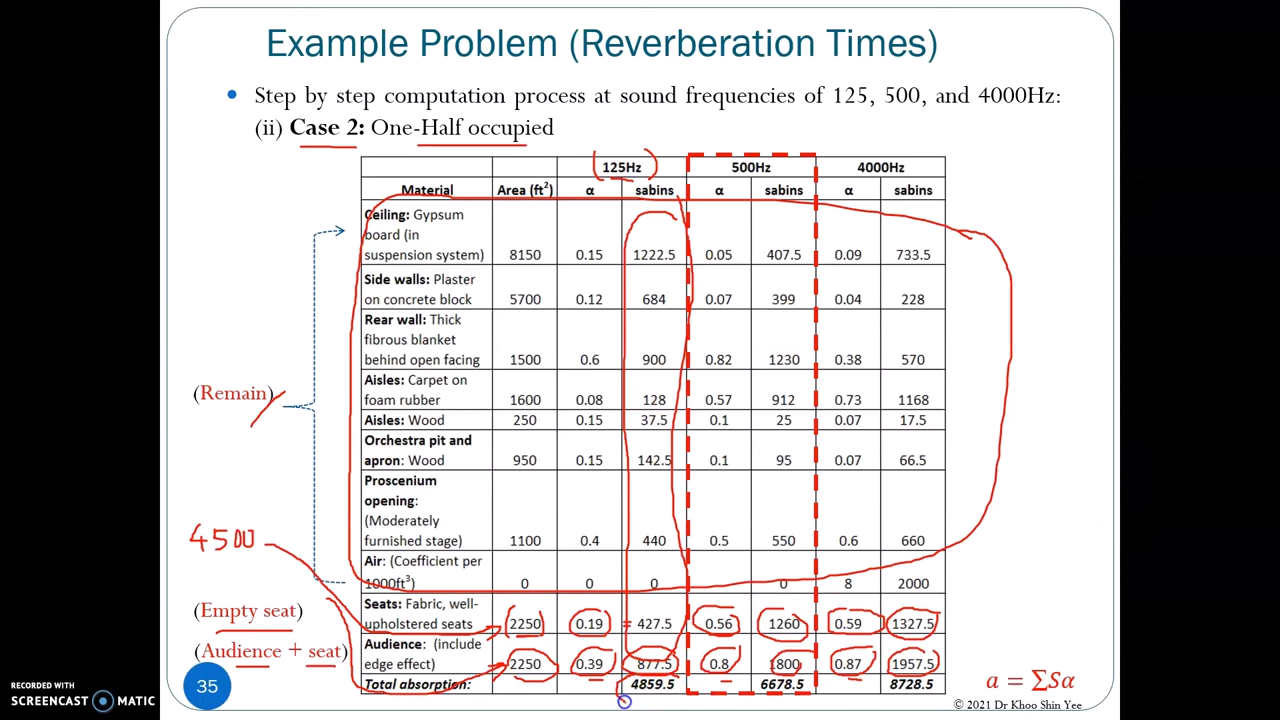 Example Problem (Reverberation Times)
• Step by step computation process at sound frequencies of 125, 500, and 4000Hz:
(ii) Case 2: One-Half occupied
125Hz 500Hz 4000Hz
Material Area (ft²) α sabins α sabins α sabins
Ceiling: Gypsum
board (in
suspension system) 8150 0.15 1222.5 0.05 407.5 0.09 733.5
Side walls: Plaster
on concrete block 5700 0.12 684 0.07 399 0.04 228
Rear wall: Thick
fibrous blanket
behind open facing 1500 0.6 900 0.82 1230 0.38 570
Aisles: Carpet on
foam rubber 1600 0.08 128 0.57 912 0.73 1168
Aisles: Wood 250 0.15 37.5 0.1 25 0.07 17.5
Orchestra pit and
apron: Wood 950 0.15 142.5 0.1 95 0.07 66.5
Proscenium
opening:
(Moderately
furnished stage) 1100 0.4 440 0.5 550 0.6 660
Air: (Coefficient per
1000ft³) 0 0 0 0 8 2000
Seats: Fabric, well-
upholstered seats 2250 0.19 = 427.5 0.56 1260 0.59 1327.5
Audience: (include
edge effect) 2250 0.39 877.5 0.8 1800 0.87 1957.5
Total absorption: 4859.5 6678.5 8728.5
(Remain)
4500
(Empty seat)
(Audience + seat)
35
a = ∑Sα
© 2021 Dr Khoo Shin Yee
RECORDED WITH
SCREENCAST MATIC